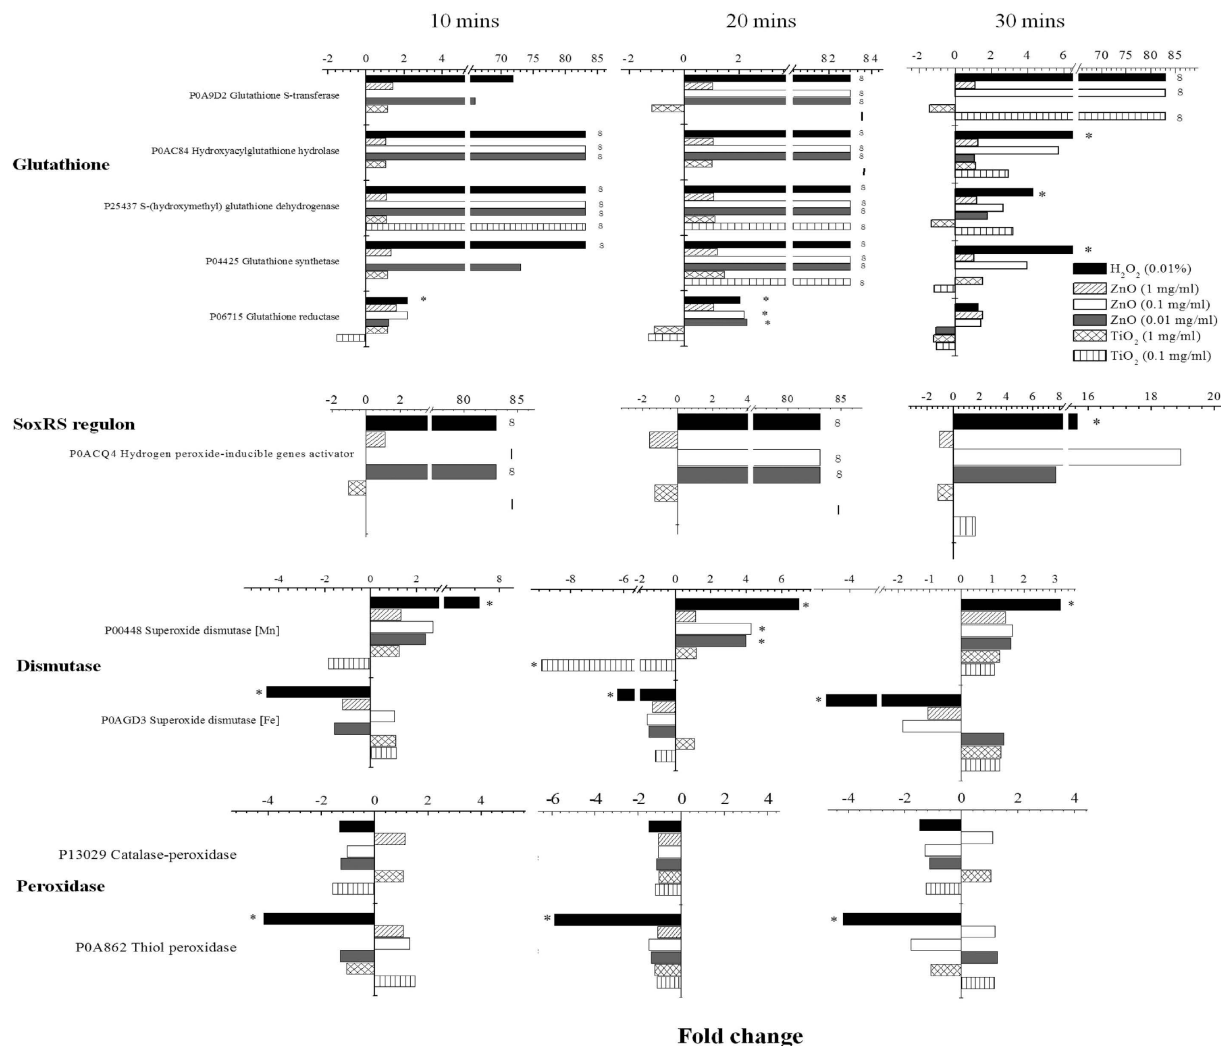 10 mins 20 mins 30 mins
-2 0 2 4 70 75 80 85
-2 0 2 82 84
-2 0 2 4 6 70 75 80 85
P0A9D2 Glutathione S-transferase
Glutathione
P0AC84 Hydroxyacylglutathione hydrolase
P25437 S-(hydroxymethyl) glutathione dehydrogenase
P04425 Glutathione synthetase
P06715 Glutathione reductase
H₂O₂ (0.01%)
ZnO (1 mg/ml)
ZnO (0.1 mg/ml)
ZnO (0.01 mg/ml)
TiO₂ (1 mg/ml)
TiO₂ (0.1 mg/ml)
-2 0 2 80 85
-2 0 2 4 80 85
-2 0 2 4 6 8 16 18 20
SoxRS regulon
P0ACQ4 Hydrogen peroxide-inducible genes activator
-4 -2 0 2 8
-8 -6 -2 0 2 4 6 8
-4 -2 -1 0 1 2 3
P00448 Superoxide dismutase [Mn]
Dismutase
P0AGD3 Superoxide dismutase [Fe]
-4 -2 0 2 4
-6 -4 -2 0 2 4
-4 -2 0 2 4
P13029 Catalase-peroxidase
Peroxidase
P0A862 Thiol peroxidase
Fold change